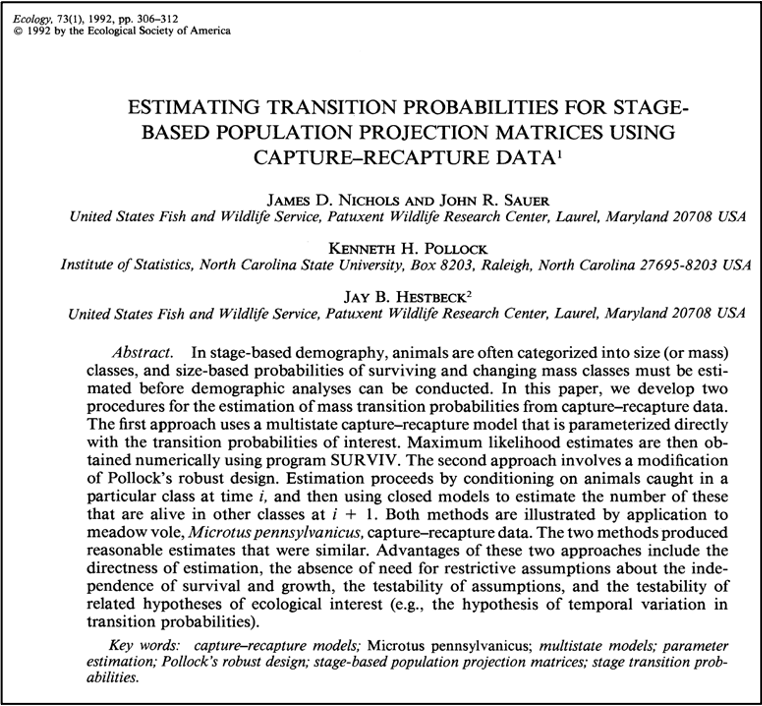 Ecology, 73(1), 1992, pp. 306–312
© 1992 by the Ecological Society of America
ESTIMATING TRANSITION PROBABILITIES FOR STAGE-
BASED POPULATION PROJECTION MATRICES USING
CAPTURE–RECAPTURE DATA¹
JAMES D. NICHOLS AND JOHN R. SAUER
United States Fish and Wildlife Service, Patuxent Wildlife Research Center, Laurel, Maryland 20708 USA
KENNETH H. POLLOCK
Institute of Statistics, North Carolina State University, Box 8203, Raleigh, North Carolina 27695-8203 USA
JAY B. HESTBECK²
United States Fish and Wildlife Service, Patuxent Wildlife Research Center, Laurel, Maryland 20708 USA
Abstract. In stage-based demography, animals are often categorized into size (or mass)
classes, and size-based probabilities of surviving and changing mass classes must be esti-
mated before demographic analyses can be conducted. In this paper, we develop two
procedures for the estimation of mass transition probabilities from capture–recapture data.
The first approach uses a multistate capture–recapture model that is parameterized directly
with the transition probabilities of interest. Maximum likelihood estimates are then ob-
tained numerically using program SURVIV. The second approach involves a modification
of Pollock's robust design. Estimation proceeds by conditioning on animals caught in a
particular class at time i, and then using closed models to estimate the number of these
that are alive in other classes at i + 1. Both methods are illustrated by application to
meadow vole, Microtus pennsylvanicus, capture–recapture data. The two methods produced
reasonable estimates that were similar. Advantages of these two approaches include the
directness of estimation, the absence of need for restrictive assumptions about the inde-
pendence of survival and growth, the testability of assumptions, and the testability of
related hypotheses of ecological interest (e.g., the hypothesis of temporal variation in
transition probabilities).
Key words: capture–recapture models; Microtus pennsylvanicus; multistate models; parameter
estimation; Pollock's robust design; stage-based population projection matrices; stage transition prob-
abilities.